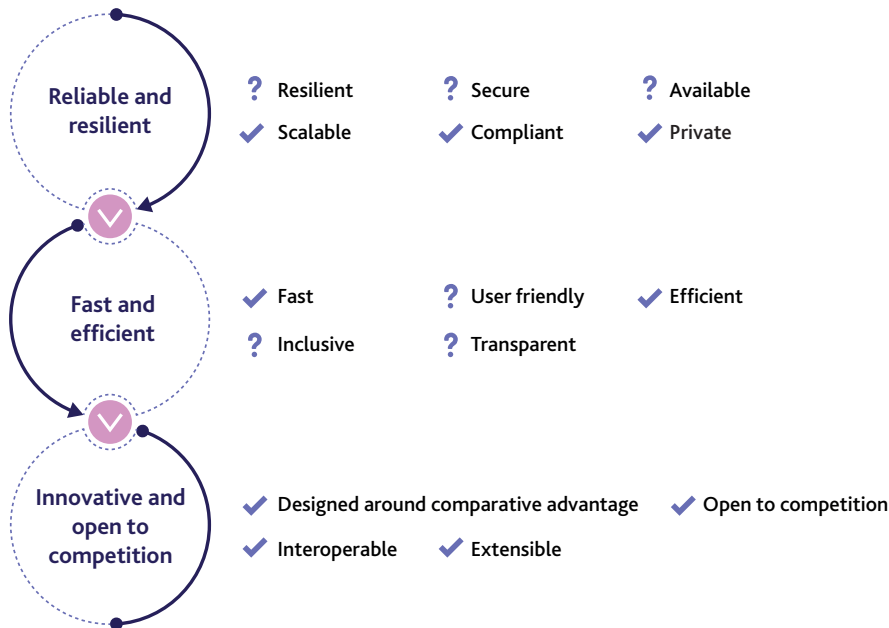 Reliable and
resilient
? Resilient ? Secure ? Available
✓ Scalable ✓ Compliant ✓ Private
Fast and
efficient
✓ Fast ? User friendly ✓ Efficient
? Inclusive ? Transparent
Innovative and
open to
competition
✓ Designed around comparative advantage ✓ Open to competition
✓ Interoperable ✓ Extensible